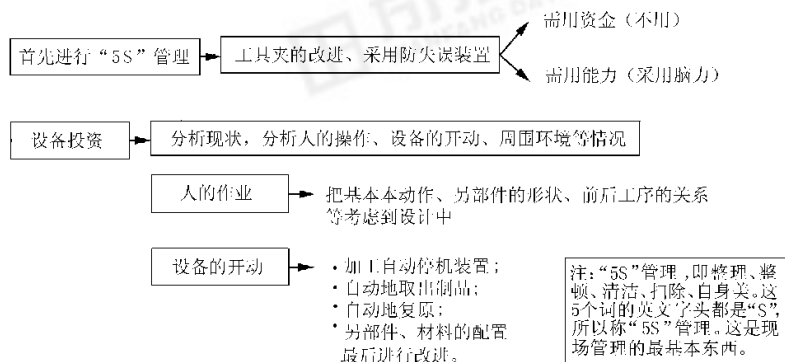 需用资金（不用）
首先进行“5S”管理
工具夹的改进、采用防失误装置
需用能力（采用脑力）
设备投资
分析现状，分析人的操作、设备的开动、周围环境等情况
人的作业
把基本本动作、另部件的形状、前后工序的关系
等考虑到设计中
设备的开动
·加工自动停机装置；
·自动地取出制品；
·自动地复原；
·另部件、材料的配置
最后进行改进。
注：“5S”管理，即整理、整
顿、清洁、扫除、自身美。这
5个词的英文字头都是“S”，
所以称“5S”管理。这是现
场管理的最基本东西。